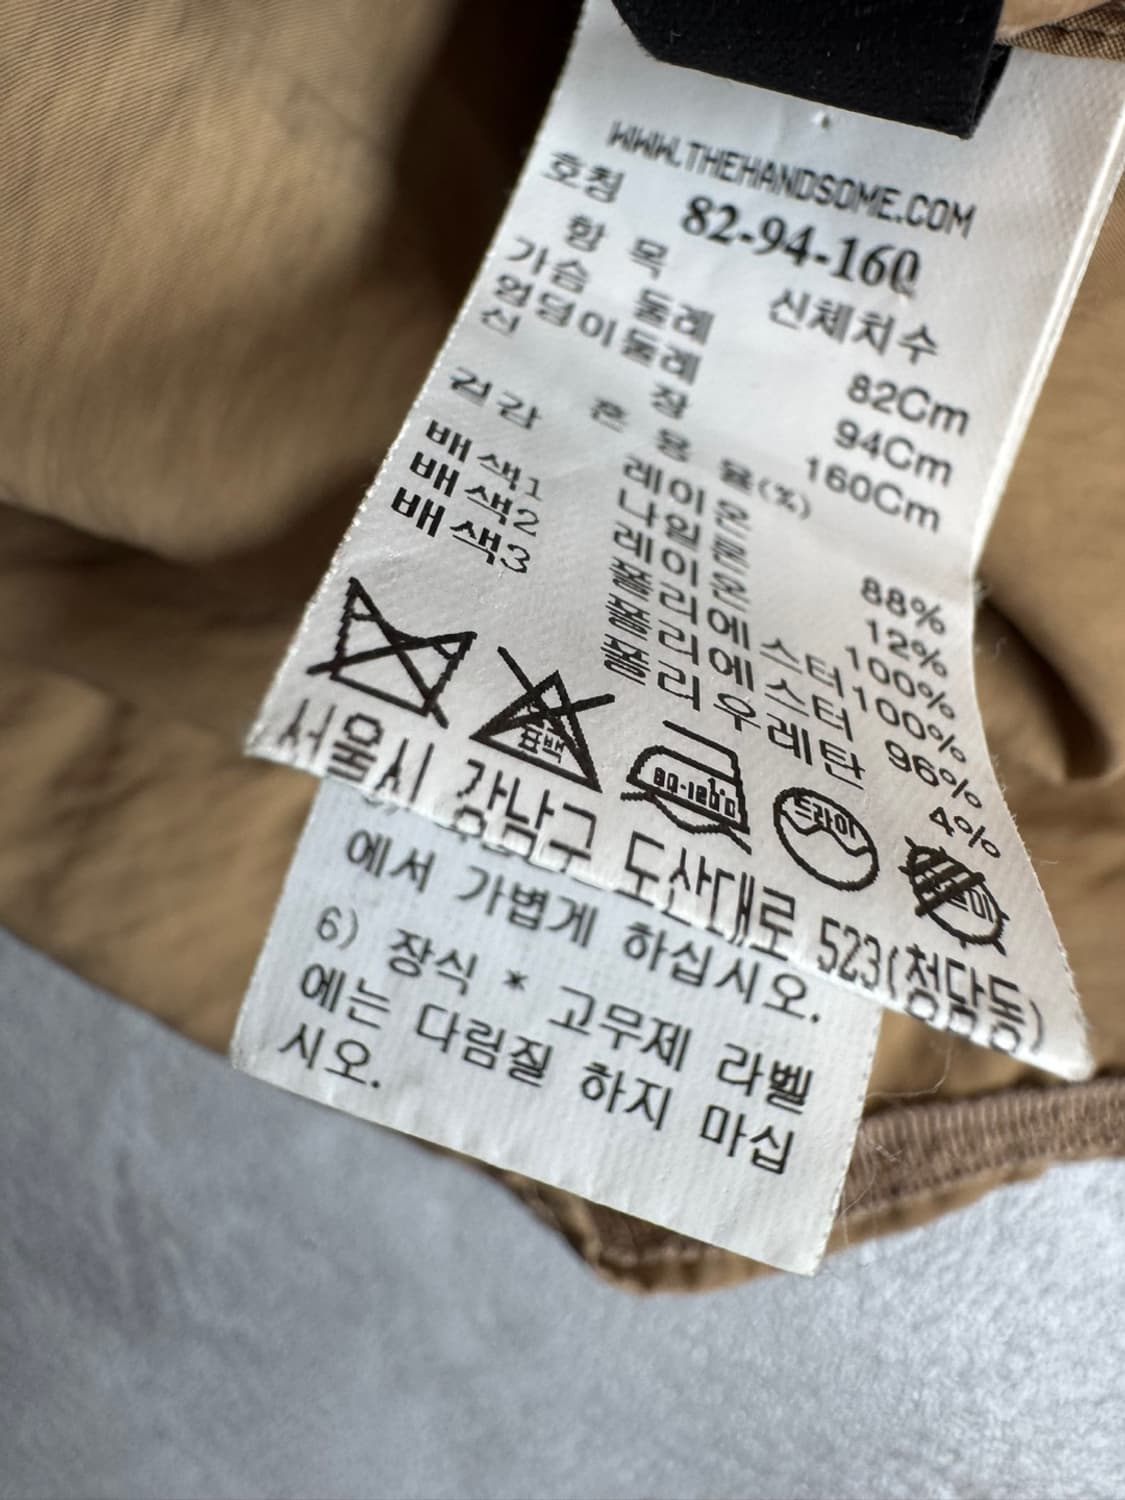 WWW.THEHANDSOME.COM
호칭 82-94-160
항 목 신체치수
가슴 둘레 82Cm
엉덩이둘레 94Cm
신 장 160Cm
혼 용 율(%)
겉감 레이온 88%
나일론 12%
배색1 레이온 100%
배색2 폴리에스터 100%
배색3 폴리에스터 96%
폴리우레탄 4%
표백
80-120°C
드라이
서울시 강남구 도산대로 523(청담동)
에서 가볍게 하십시오.
6) 장식 * 고무제 라벨
에는 다림질 하지 마십
시오.